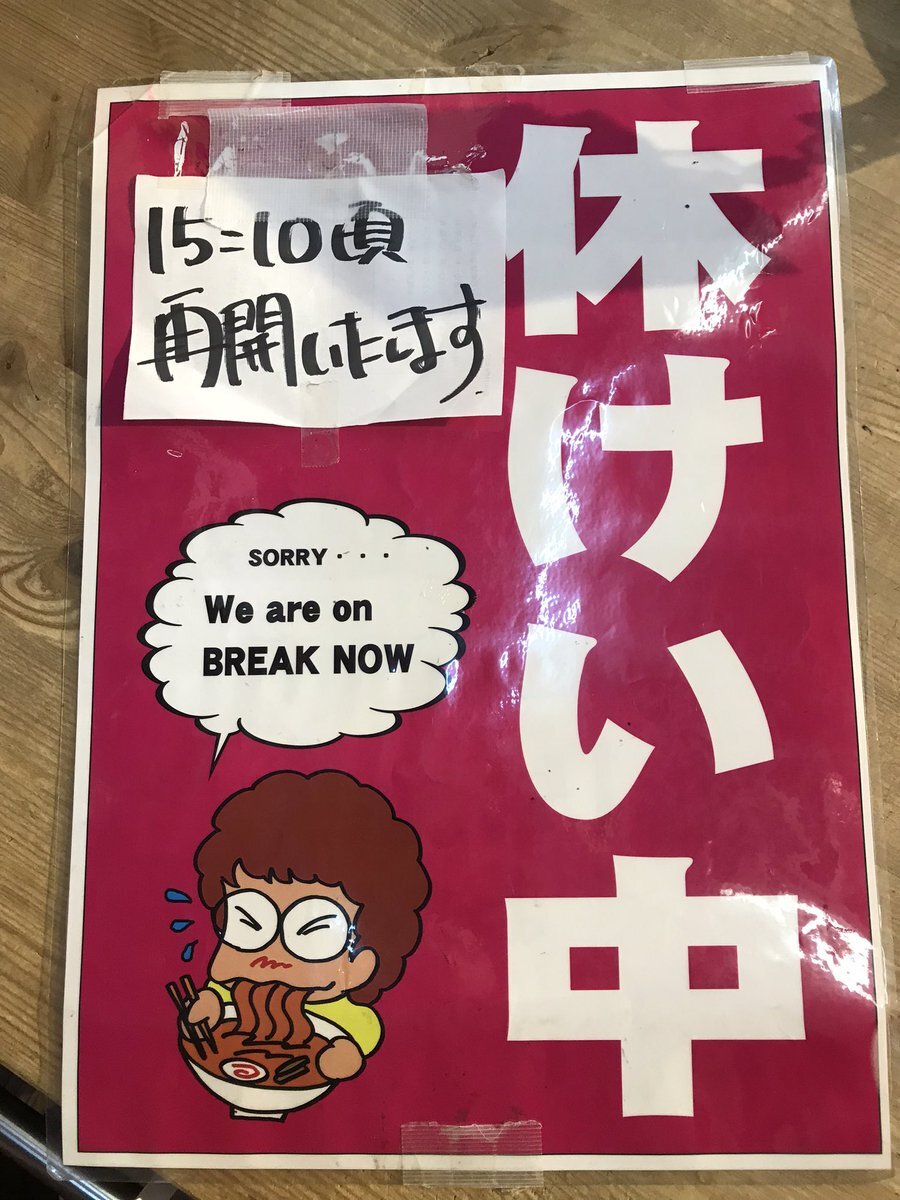 休けい中
15:10頃
再開いたします
SORRY・・・
We are on
BREAK NOW